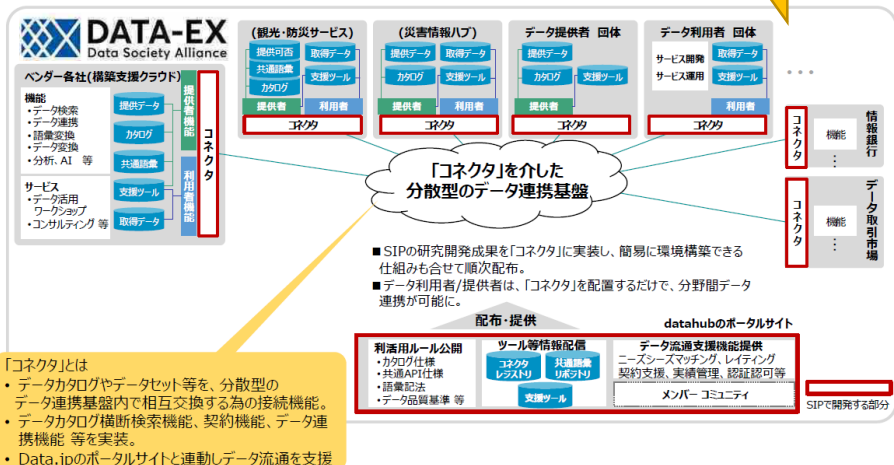 DATA-EX
Data Society Alliance
ベンダー各社(構築支援クラウド)
機能
・データ検索
・データ連携
・語彙変換
・データ変換
・分析、AI 等
サービス
・データ活用
ワークショップ
・コンサルティング 等
提供データ
カタログ
共通語彙
支援ツール
取得データ
提供者機能
利用者機能
コネクタ
(観光・防災サービス)
提供可否
共通語彙
カタログ
取得データ
支援ツール
提供者
利用者
コネクタ
(災害情報ハブ)
提供データ
カタログ
取得データ
支援ツール
提供者
利用者
コネクタ
データ提供者 団体
提供データ
カタログ
支援ツール
提供者
コネクタ
データ利用者 団体
サービス開発
サービス運用
取得データ
支援ツール
利用者
コネクタ
・・・
コネクタ
機能
⋮
情報銀行
コネクタ
機能
⋮
データ取引市場
「コネクタ」を介した
分散型のデータ連携基盤
■SIPの研究開発成果を「コネクタ」に実装し、簡易に環境構築できる
仕組みも合せて順次配布。
■データ利用者/提供者は、「コネクタ」を配置するだけで、分野間データ
連携が可能に。
配布・提供
datahubのポータルサイト
利活用ルール公開
・カタログ仕様
・共通API仕様
・語彙記法
・データ品質基準 等
ツール等情報配信
コネクタ
レジストリ
共通語彙
リポジトリ
支援ツール
データ流通支援機能提供
ニーズシーズマッチング、レイティング
契約支援、実績管理、認証認可等
メンバー コミュニティ
SIPで開発する部分
「コネクタ」とは
• データカタログやデータセット等を、分散型の
データ連携基盤内で相互交換する為の接続機能。
• データカタログ横断検索機能、契約機能、データ連
携機能 等を実装。
• Data.jpのポータルサイトと連動しデータ流通を支援